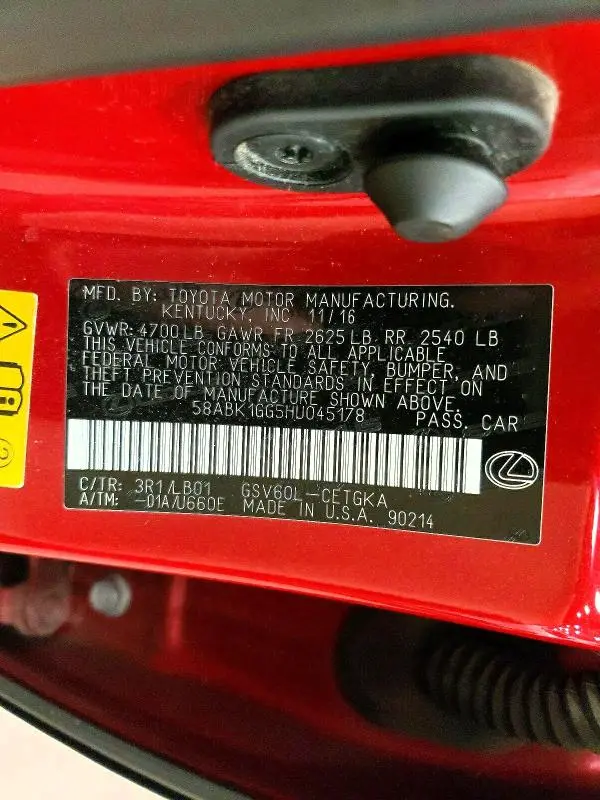 MFD. BY: TOYOTA MOTOR MANUFACTURING,
KENTUCKY, INC 11/16
GVWR: 4700LB GAWR FR 2625LB RR 2540 LB
THIS VEHICLE CONFORMS TO ALL APPLICABLE
FEDERAL MOTOR VEHICLE SAFETY, BUMPER, AND
THEFT PREVENTION STANDARDS IN EFFECT ON
THE DATE OF MANUFACTURE SHOWN ABOVE.
58ABK1GG5HU045178 PASS. CAR
C/TR: 3R1/LB01 GSV60L-CETGKA
A/TM: -01A/U660E MADE IN U.S.A. 90214
2